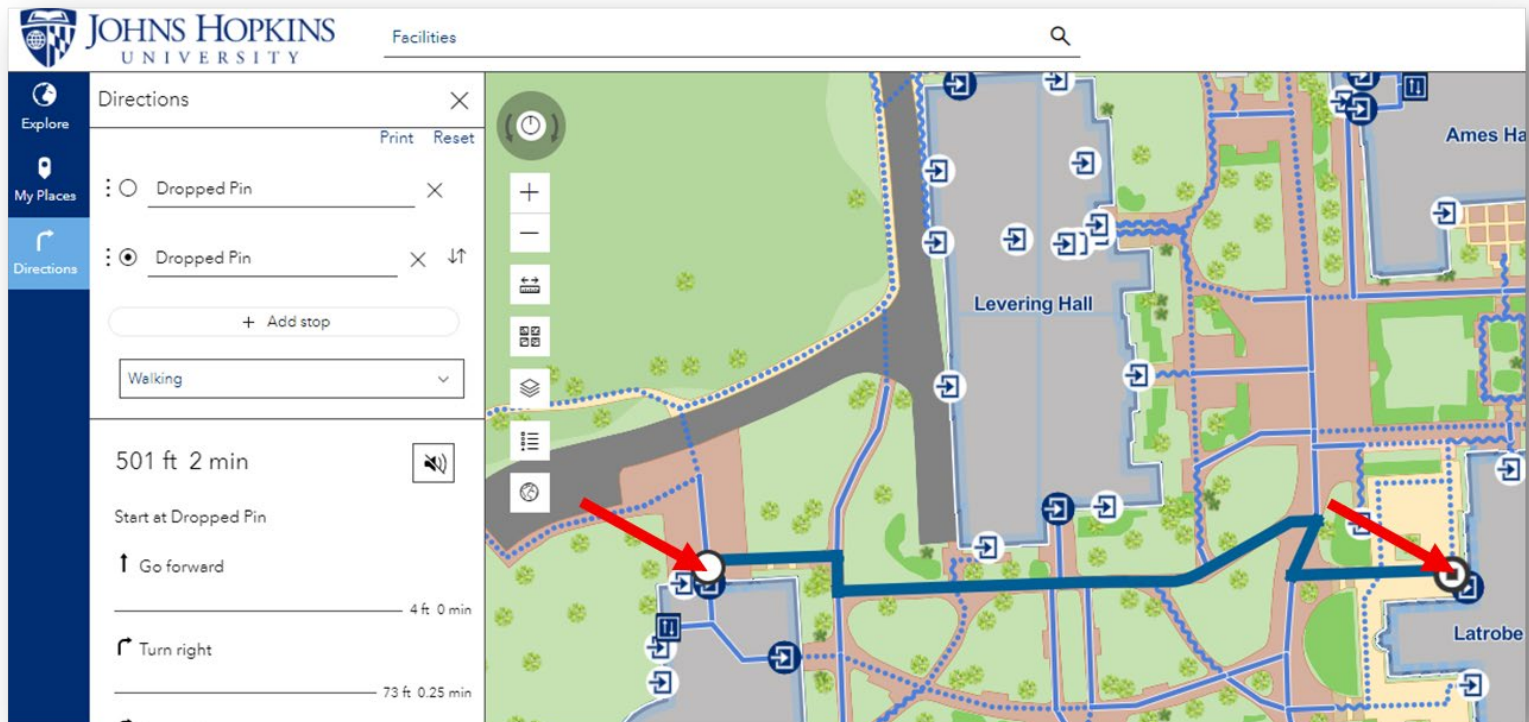 JOHNS HOPKINS
UNIVERSITY
Facilities
Explore
My Places
Directions
Directions
Print Reset
Dropped Pin
Dropped Pin
+ Add stop
Walking
501 ft 2 min
Start at Dropped Pin
Go forward
4 ft 0 min
Turn right
73 ft 0.25 min
Levering Hall
Ames Ha
Latrobe